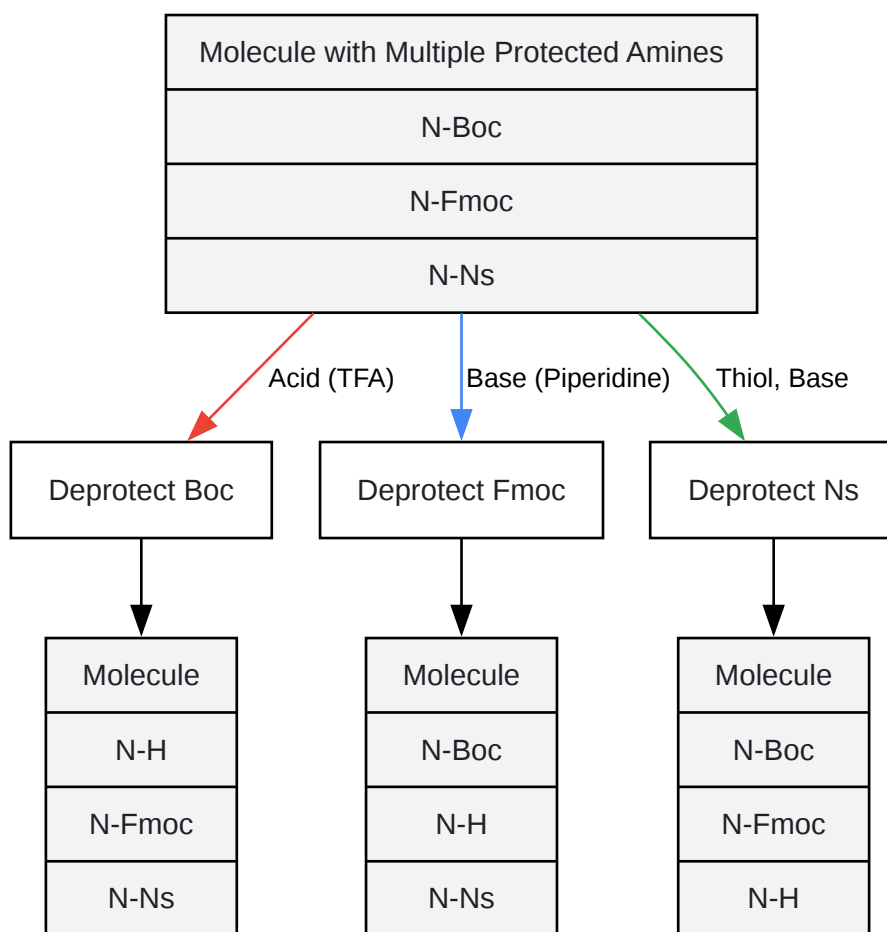 Molecule with Multiple Protected Amines
N-Boc
N-Fmoc
N-Ns
Acid (TFA)
Base (Piperidine)
Thiol, Base
Deprotect Boc
Deprotect Fmoc
Deprotect Ns
Molecule
N-H
N-Fmoc
N-Ns
Molecule
N-Boc
N-H
N-Ns
Molecule
N-Boc
N-Fmoc
N-H